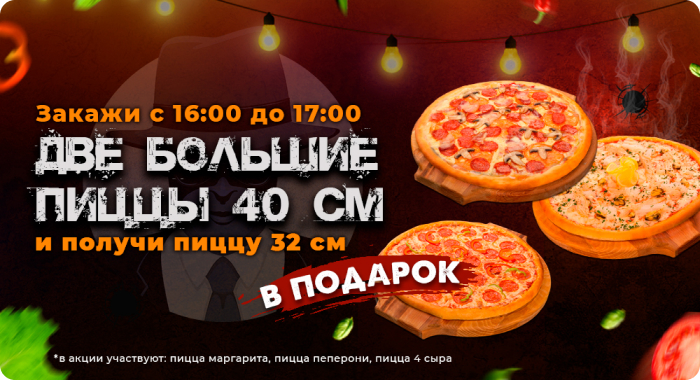 Закажи с 16:00 до 17:00
ДВЕ БОЛЬШИЕ
ПИЦЦЫ 40 СМ
и получи пиццу 32 см
В ПОДАРОК
*в акции участвуют: пицца маргарита, пицца пеперони, пицца 4 сыра